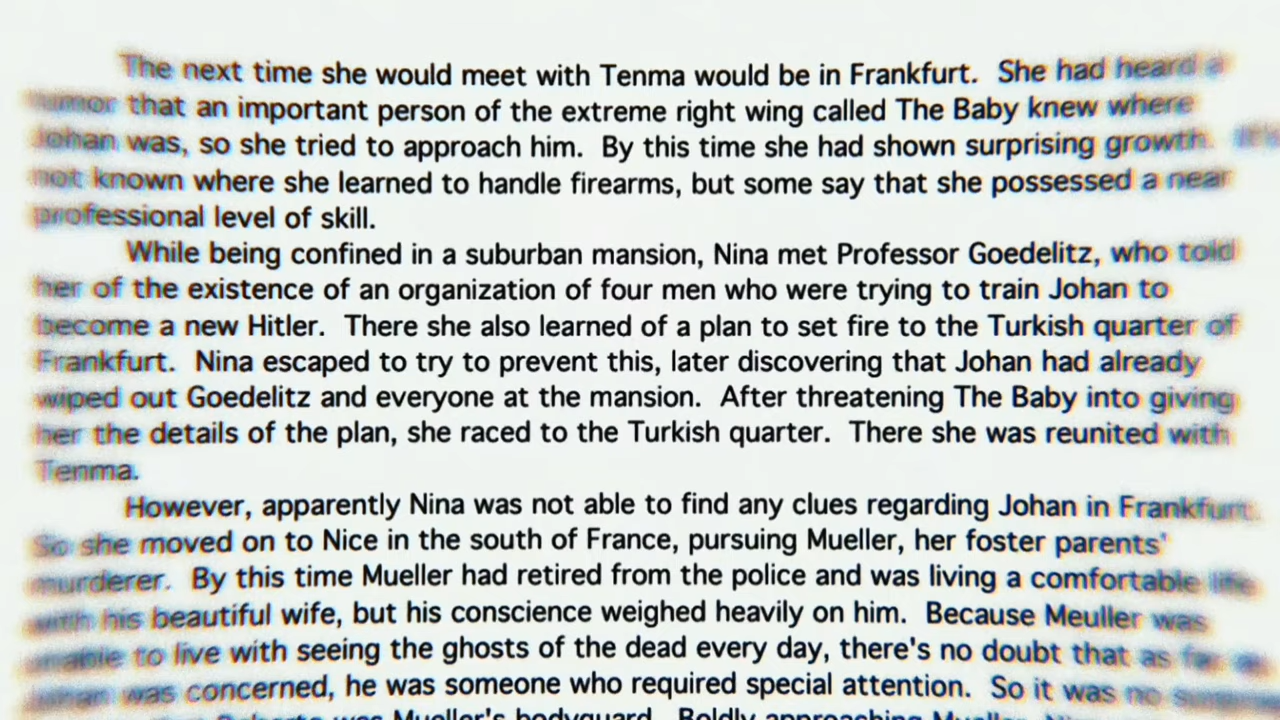 The next time she would meet with Tenma would be in Frankfurt. She had heard a
rumor that an important person of the extreme right wing called The Baby knew where
Johan was, so she tried to approach him. By this time she had shown surprising growth. It's
not known where she learned to handle firearms, but some say that she possessed a near
professional level of skill.
While being confined in a suburban mansion, Nina met Professor Goedelitz, who told
her of the existence of an organization of four men who were trying to train Johan to
become a new Hitler. There she also learned of a plan to set fire to the Turkish quarter of
Frankfurt. Nina escaped to try to prevent this, later discovering that Johan had already
wiped out Goedelitz and everyone at the mansion. After threatening The Baby into giving
her the details of the plan, she raced to the Turkish quarter. There she was reunited with
Tenma.
However, apparently Nina was not able to find any clues regarding Johan in Frankfurt.
So she moved on to Nice in the south of France, pursuing Mueller, her foster parents'
murderer. By this time Mueller had retired from the police and was living a comfortable life
with his beautiful wife, but his conscience weighed heavily on him. Because Meuller was
unable to live with seeing the ghosts of the dead every day, there's no doubt that as far as
Johan was concerned, he was someone who required special attention. So it was no
was Mueller's bodyguard. Boldly approaching Mueller,